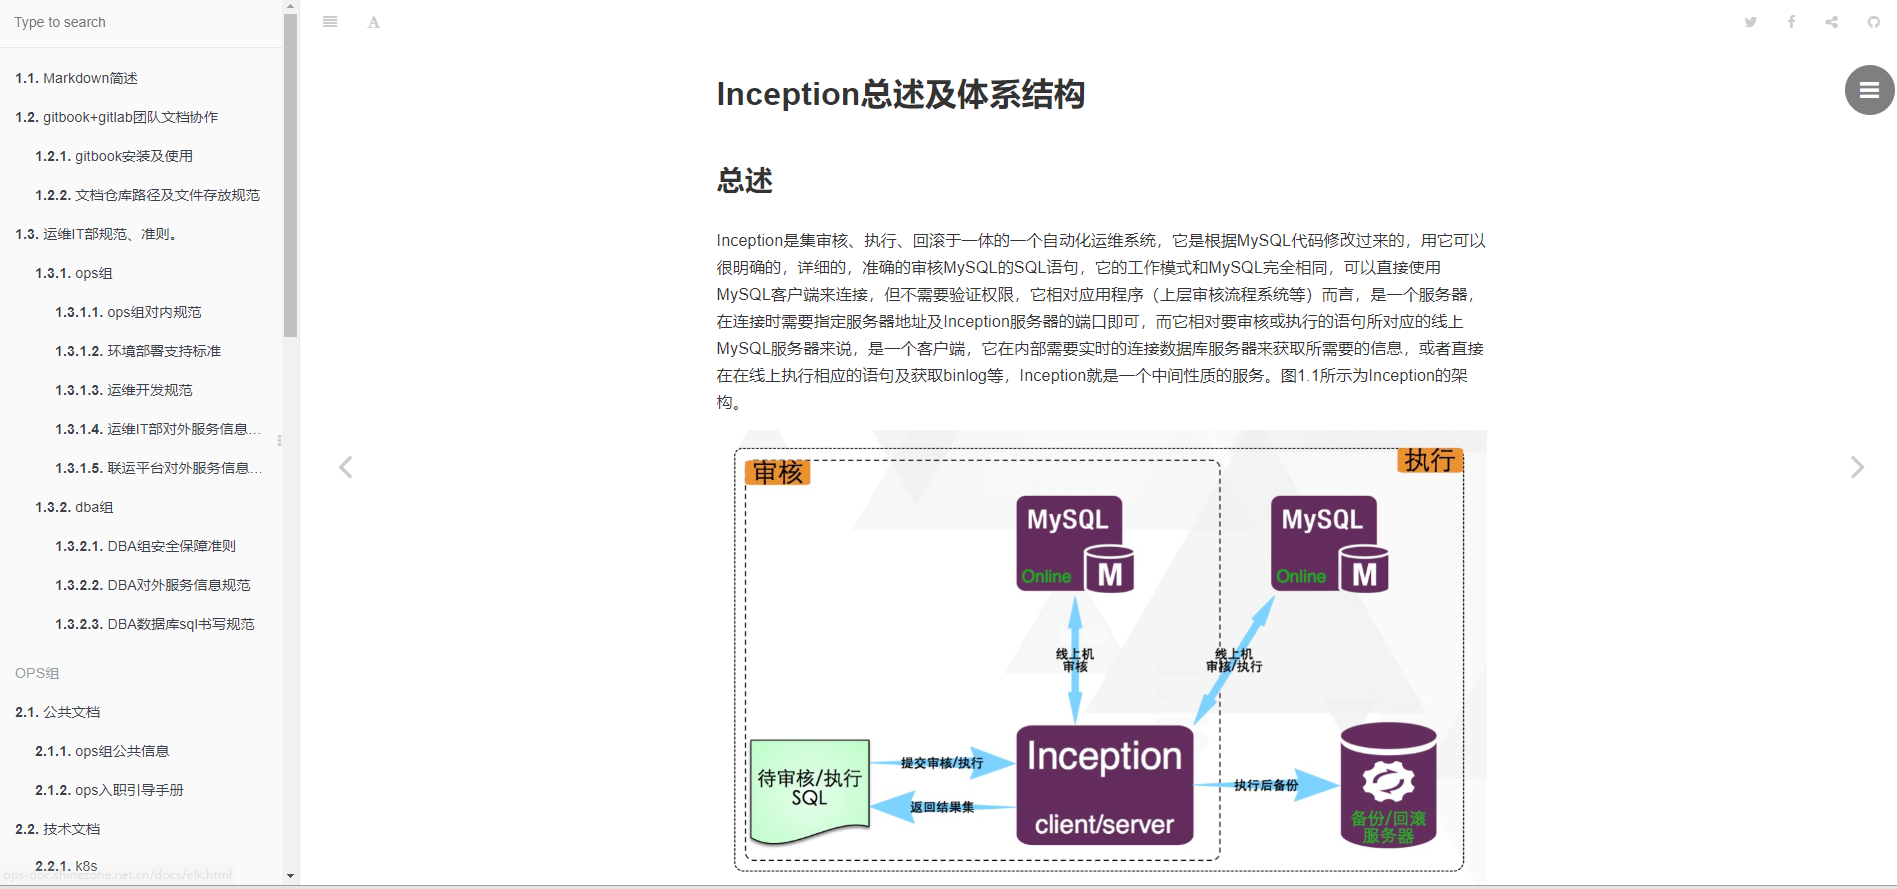 Type to search
1.1. Markdown简述
1.2. gitbook+gitlab团队文档协作
1.2.1. gitbook安装及使用
1.2.2. 文档仓库路径及文件存放规范
1.3. 运维IT部规范、准则。
1.3.1. ops组
1.3.1.1. ops组对内规范
1.3.1.2. 环境部署支持标准
1.3.1.3. 运维开发规范
1.3.1.4. 运维IT部对外服务信息…
1.3.1.5. 联运平台对外服务信息…
1.3.2. dba组
1.3.2.1. DBA组安全保障准则
1.3.2.2. DBA对外服务信息规范
1.3.2.3. DBA数据库sql书写规范
OPS组
2.1. 公共文档
2.1.1. ops组公共信息
2.1.2. ops入职引导手册
2.2. 技术文档
2.2.1. k8s
ops-doc.shinezone.net.cn/docs/elk.html
A
Inception总述及体系结构
总述
Inception是集审核、执行、回滚于一体的一个自动化运维系统，它是根据MySQL代码修改过来的，用它可以
很明确的，详细的，准确的审核MySQL的SQL语句，它的工作模式和MySQL完全相同，可以直接使用
MySQL客户端来连接，但不需要验证权限，它相对应用程序（上层审核流程系统等）而言，是一个服务器，
在连接时需要指定服务器地址及Inception服务器的端口即可，而它相对要审核或执行的语句所对应的线上
MySQL服务器来说，是一个客户端，它在内部需要实时的连接数据库服务器来获取所需要的信息，或者直接
在在线上执行相应的语句及获取binlog等，Inception就是一个中间性质的服务。图1.1所示为Inception的架
构。
审核
执行
MySQL
Online
M
MySQL
Online
M
线上机
审核
线上机
审核/执行
待审核/执行
SQL
提交审核/执行
返回结果集
Inception
client/server
执行后备份
备份/回滚
服务器